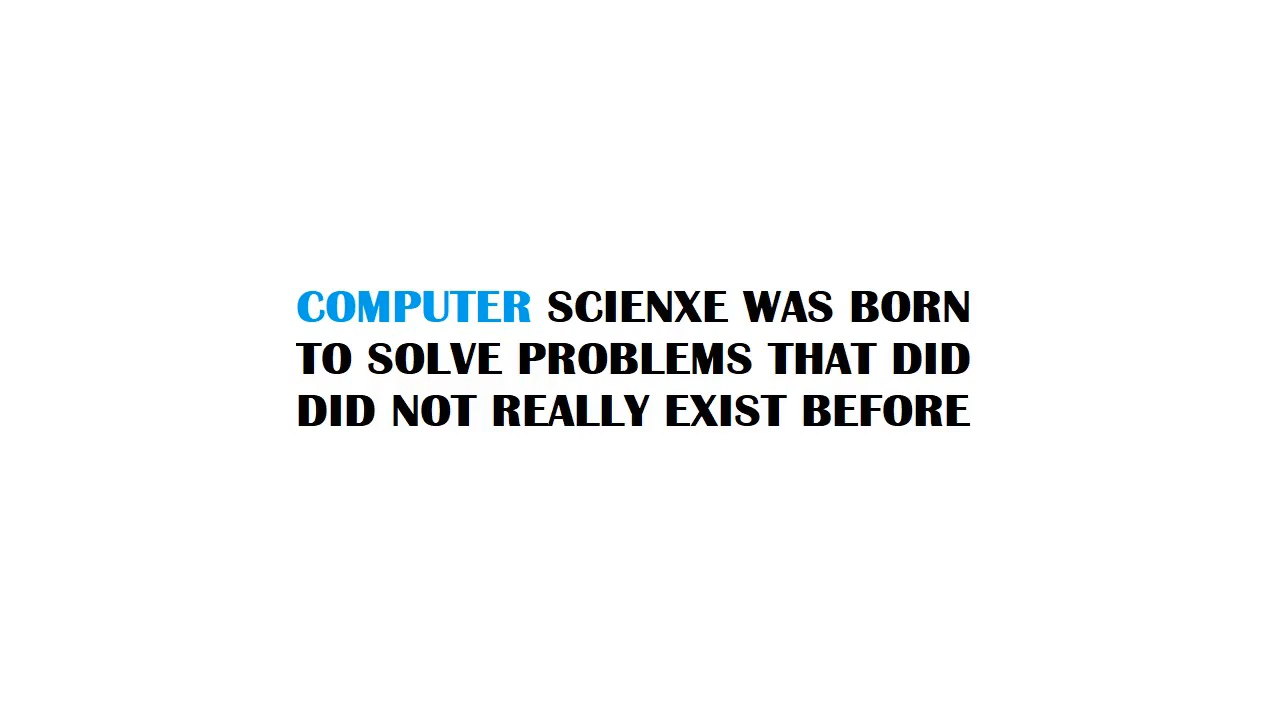 COMPUTER SCIENXE WAS BORN
TO SOLVE PROBLEMS THAT DID
DID NOT REALLY EXIST BEFORE